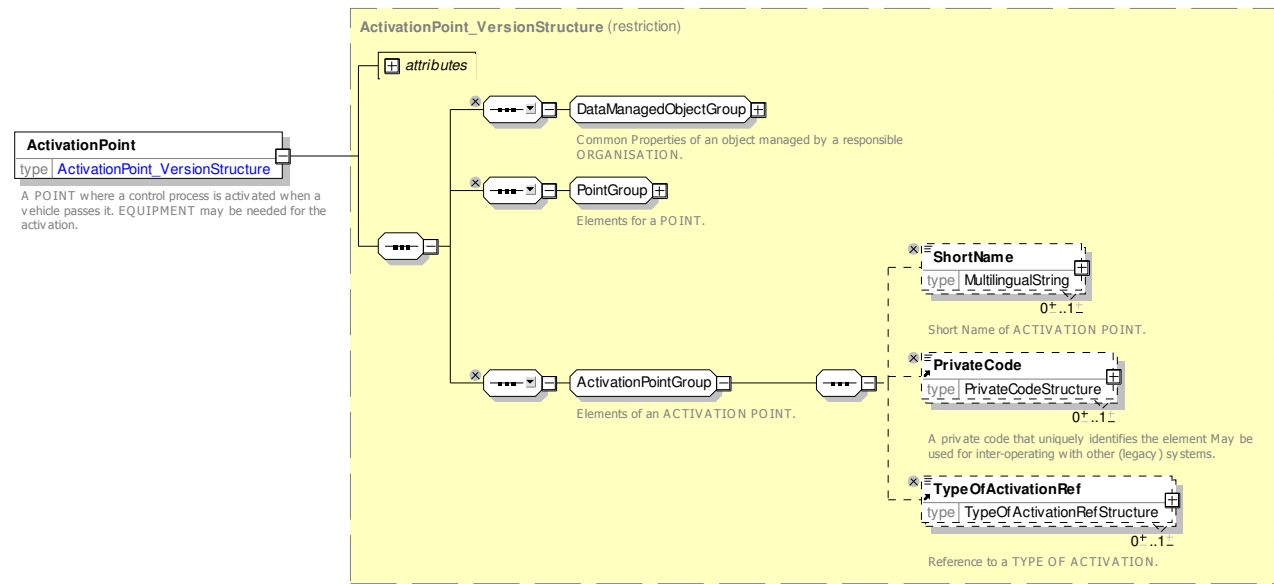 ActivationPoint_VersionStructure (restriction)
attributes
DataManagedObjectGroup
Common Properties of an object managed by a responsible
ORGANISATION.
ActivationPoint
type ActivationPoint_VersionStructure
A POINT where a control process is activated when a
vehicle passes it. EQUIPMENT may be needed for the
activation.
PointGroup
Elements for a POINT.
ShortName
type MultilingualString
0..1
Short Name of ACTIVATION POINT.
ActivationPointGroup
Elements of an ACTIVATION POINT.
PrivateCode
type PrivateCodeStructure
0..1
A private code that uniquely identifies the element May be
used for inter-operating with other (legacy) systems.
TypeOfActivationRef
type TypeOfActivationRefStructure
0..1
Reference to a TYPE OF ACTIVATION.